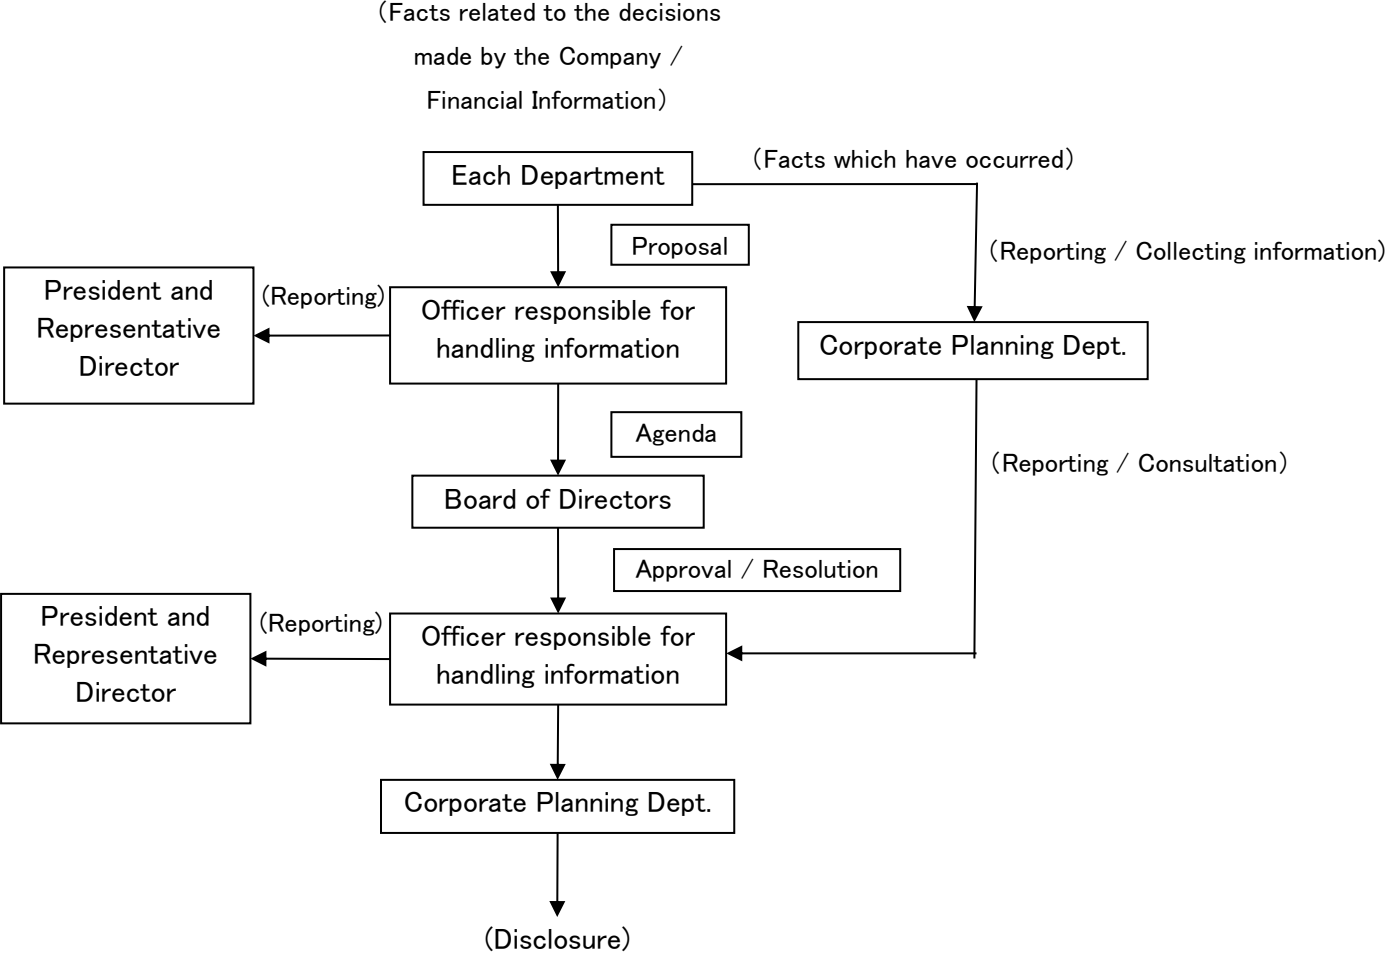 (Facts related to the decisions
made by the Company /
Financial Information)
Each Department
(Facts which have occurred)
Proposal
(Reporting / Collecting information)
President and
Representative
Director
(Reporting)
Officer responsible for
handling information
Corporate Planning Dept.
Agenda
(Reporting / Consultation)
Board of Directors
Approval / Resolution
President and
Representative
Director
(Reporting)
Officer responsible for
handling information
Corporate Planning Dept.
(Disclosure)